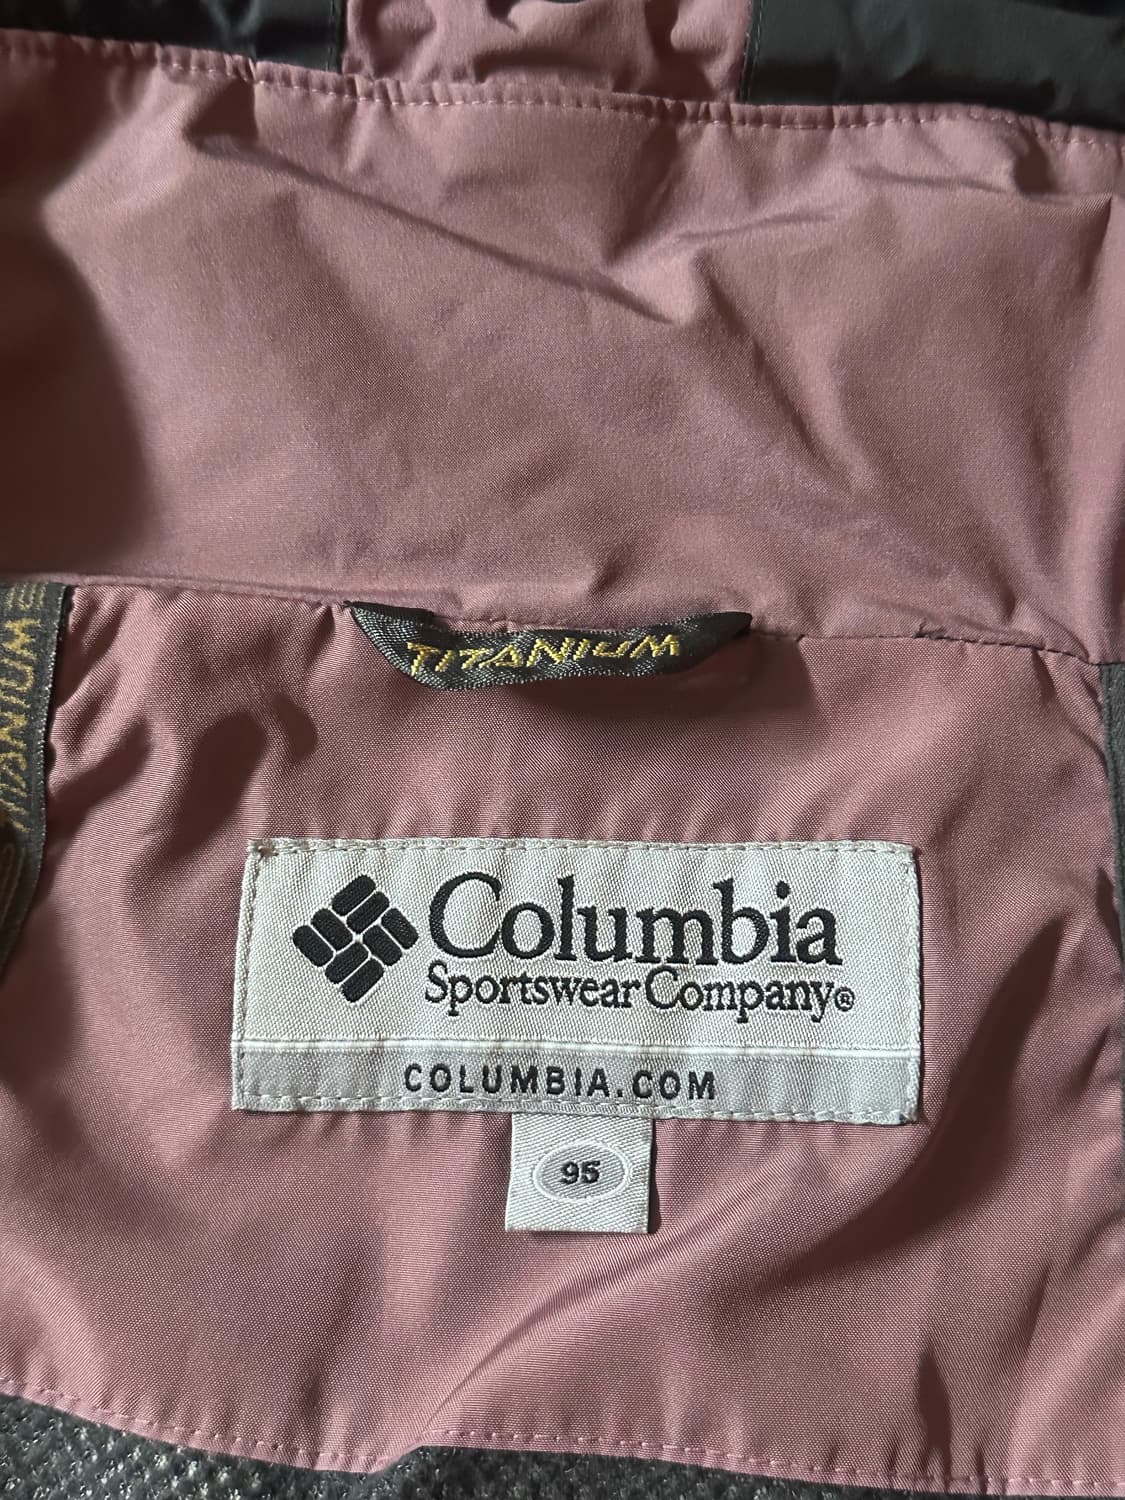 TITANIUM
Columbia
Sportswear Company®
COLUMBIA.COM
95